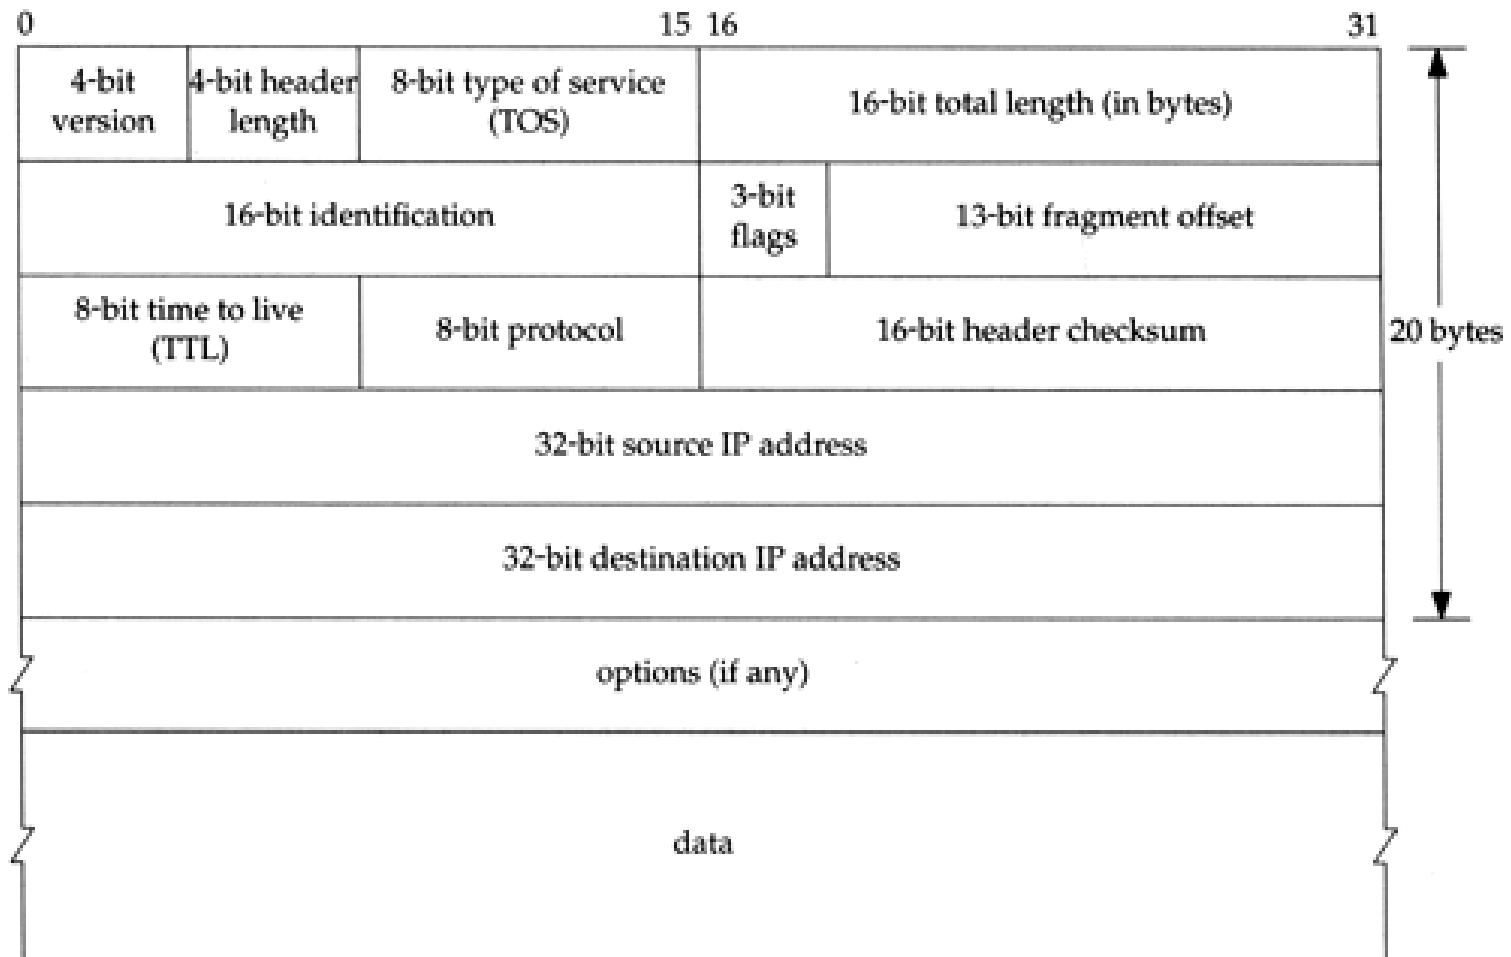 0 15 16 31
4-bit version
4-bit header length
8-bit type of service (TOS)
16-bit total length (in bytes)
16-bit identification
3-bit flags
13-bit fragment offset
8-bit time to live (TTL)
8-bit protocol
16-bit header checksum
20 bytes
32-bit source IP address
32-bit destination IP address
options (if any)
data